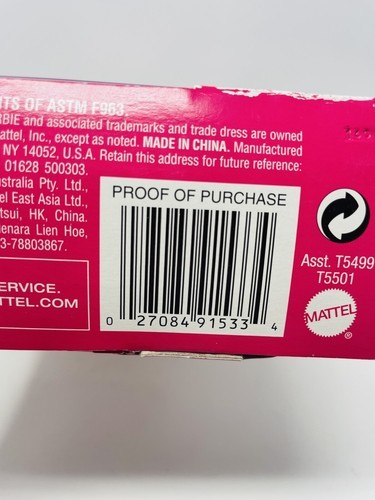 TS OF ASTM F963
RBIE and associated trademarks and trade dress are owned
attel, Inc., except as noted. MADE IN CHINA. Manufactured
NY 14052, U.S.A. Retain this address for future reference:
01628 500303.
ustralia Pty. Ltd.,
el East Asia Ltd.,
tsui, HK, China.
enara Lien Hoe,
3-78803867.
ERVICE.
ATTEL.COM
PROOF OF PURCHASE
0 27084 91533 4
Asst. T5499
T5501
MATTEL
®